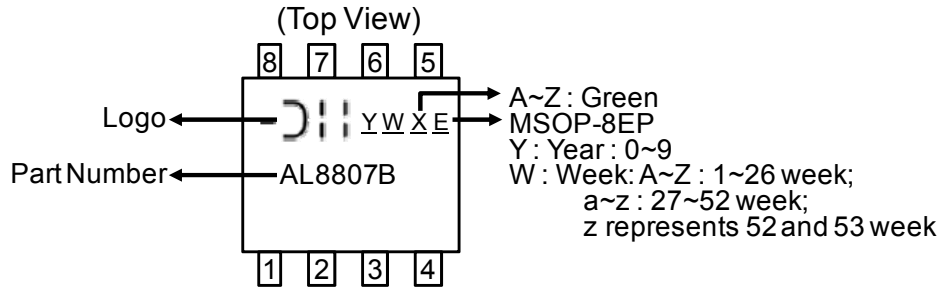 (Top View)
8 7 6 5
Logo
Y W X E
A~Z : Green
MSOP-8EP
Y : Year : 0~9
W : Week: A~Z : 1~26 week;
a~z : 27~52 week;
z represents 52 and 53 week
Part Number
AL8807B
1 2 3 4